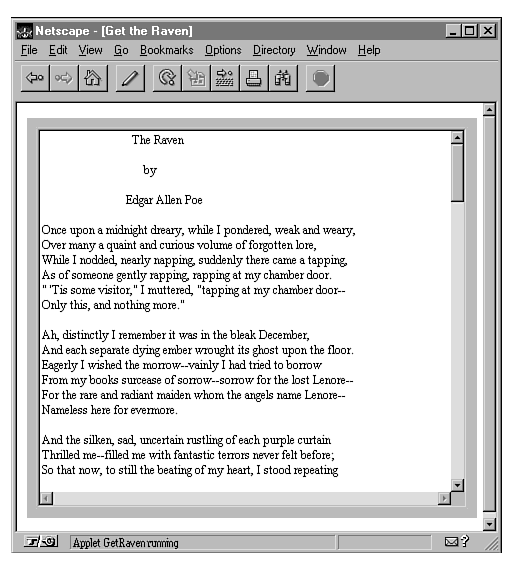 Netscape - [Get the Raven]
File Edit View Go Bookmarks Options Directory Window Help
The Raven
by
Edgar Allen Poe
Once upon a midnight dreary, while I pondered, weak and weary,
Over many a quaint and curious volume of forgotten lore,
While I nodded, nearly napping, suddenly there came a tapping,
As of someone gently rapping, rapping at my chamber door.
" 'Tis some visitor," I muttered, "tapping at my chamber door--
Only this, and nothing more."
Ah, distinctly I remember it was in the bleak December,
And each separate dying ember wrought its ghost upon the floor.
Eagerly I wished the morrow--vainly I had tried to borrow
From my books surcease of sorrow--sorrow for the lost Lenore--
For the rare and radiant maiden whom the angels name Lenore--
Nameless here for evermore.
And the silken, sad, uncertain rustling of each purple curtain
Thrilled me--filled me with fantastic terrors never felt before;
So that now, to still the beating of my heart, I stood repeating
Applet GetRaven running